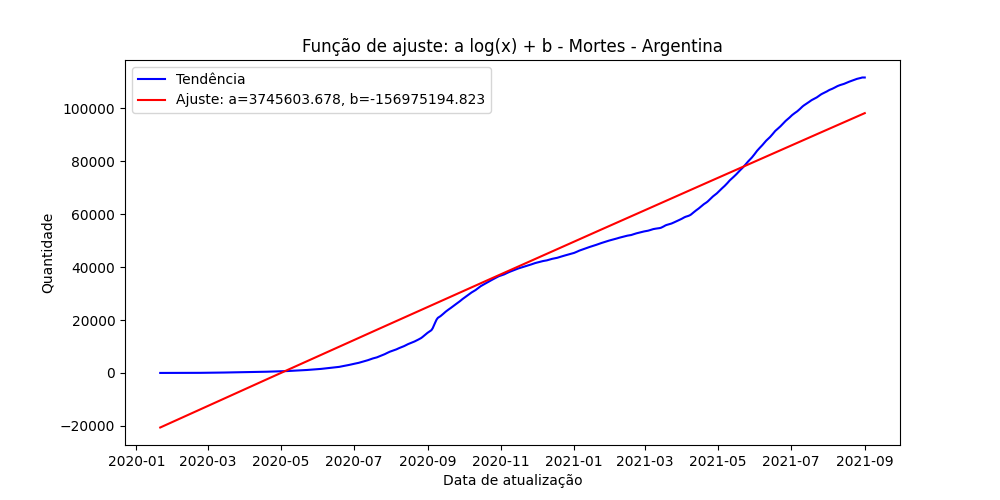 Função de ajuste: a log(x) + b - Mortes - Argentina
Tendência
Ajuste: a=3745603.678, b=-156975194.823
100000
80000
60000
40000
20000
0
−20000
Quantidade
2020-01 2020-03 2020-05 2020-07 2020-09 2020-11 2021-01 2021-03 2021-05 2021-07 2021-09
Data de atualização